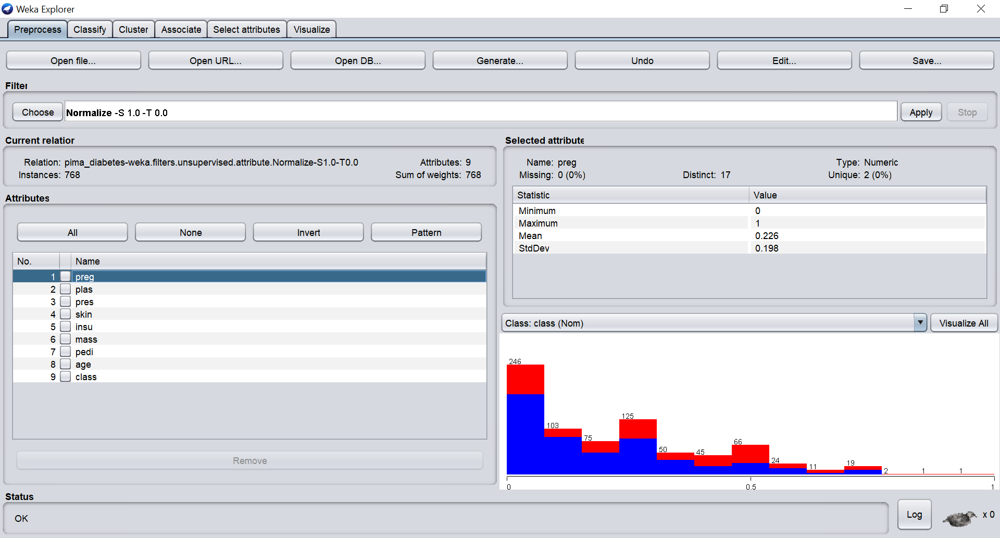 Weka Explorer
Preprocess Classify Cluster Associate Select attributes Visualize
Open file... Open URL... Open DB... Generate... Undo Edit... Save...
Filter
Choose Normalize -S 1.0 -T 0.0 Apply Stop
Current relation
Relation: pima_diabetes-weka.filters.unsupervised.attribute.Normalize-S1.0-T0.0 Attributes: 9
Instances: 768 Sum of weights: 768
Attributes
All None Invert Pattern
No. Name
1 preg
2 plas
3 pres
4 skin
5 insu
6 mass
7 pedi
8 age
9 class
Remove
Selected attribute
Name: preg Type: Numeric
Missing: 0 (0%) Distinct: 17 Unique: 2 (0%)
Statistic Value
Minimum 0
Maximum 1
Mean 0.226
StdDev 0.198
Class: class (Nom) Visualize All
246
103
75
125
50
45
66
24
11
19
2
1
1
0 0.5 1
Status
OK
Log x 0